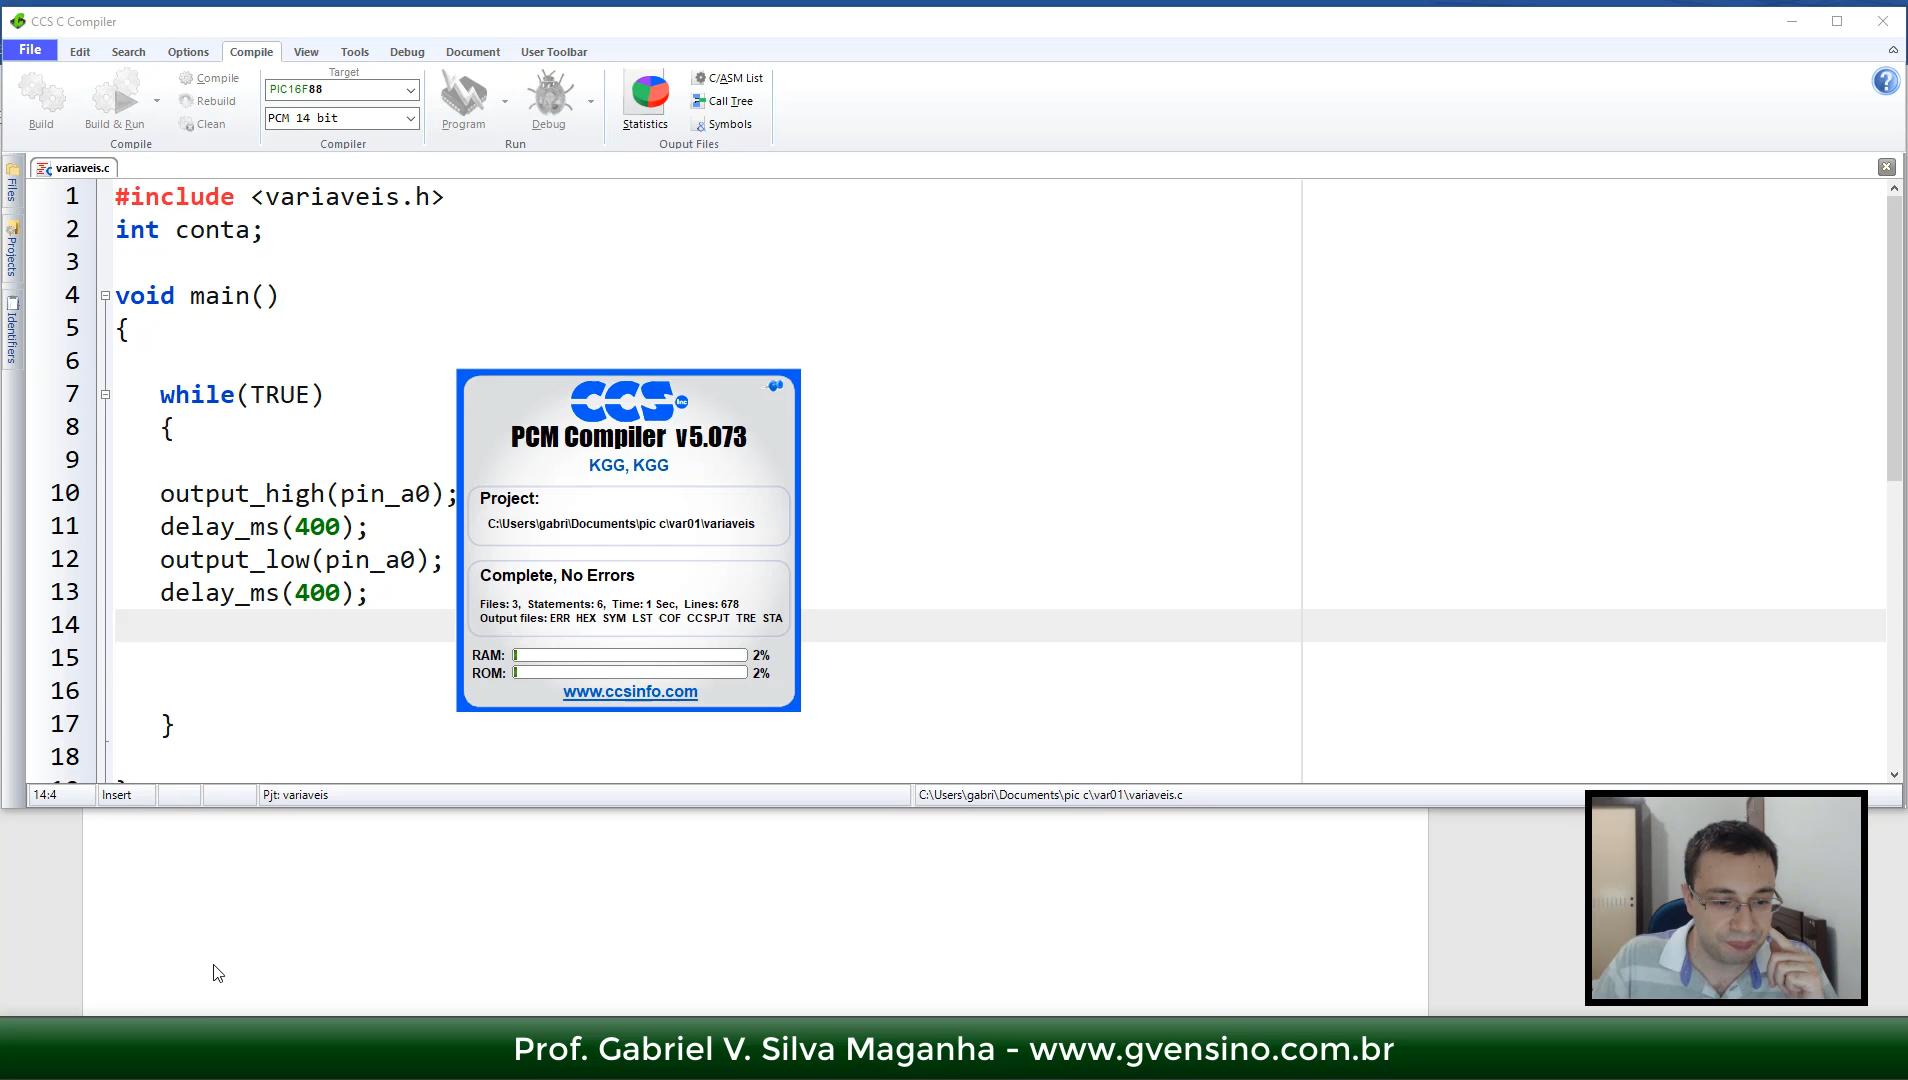 CCS C Compiler
File Edit Search Options Compile View Tools Debug Document User Toolbar
Build
Build & Run
Compile
Rebuild
Clean
Compile
Target
PIC16F88
PCM 14 bit
Compiler
Program
Debug
Run
Statistics
C/ASM List
Call Tree
Symbols
Ouput Files
Files
Projects
Identifiers
variaveis.c
1 #include <variaveis.h>
2 int conta;
3
4 void main()
5 {
6
7 while(TRUE)
8 {
9
10 output_high(pin_a0);
11 delay_ms(400);
12 output_low(pin_a0);
13 delay_ms(400);
14
15
16
17 }
18
CCS Inc
PCM Compiler v5.073
KGG, KGG
Project:
C:\Users\gabri\Documents\pic c\var01\variaveis
Complete, No Errors
Files: 3, Statements: 6, Time: 1 Sec, Lines: 678
Output files: ERR HEX SYM LST COF CCSPJT TRE STA
RAM: 2%
ROM: 2%
www.ccsinfo.com
14:4 Insert Pjt: variaveis C:\Users\gabri\Documents\pic c\var01\variaveis.c
Prof. Gabriel V. Silva Maganha - www.gvensino.com.br